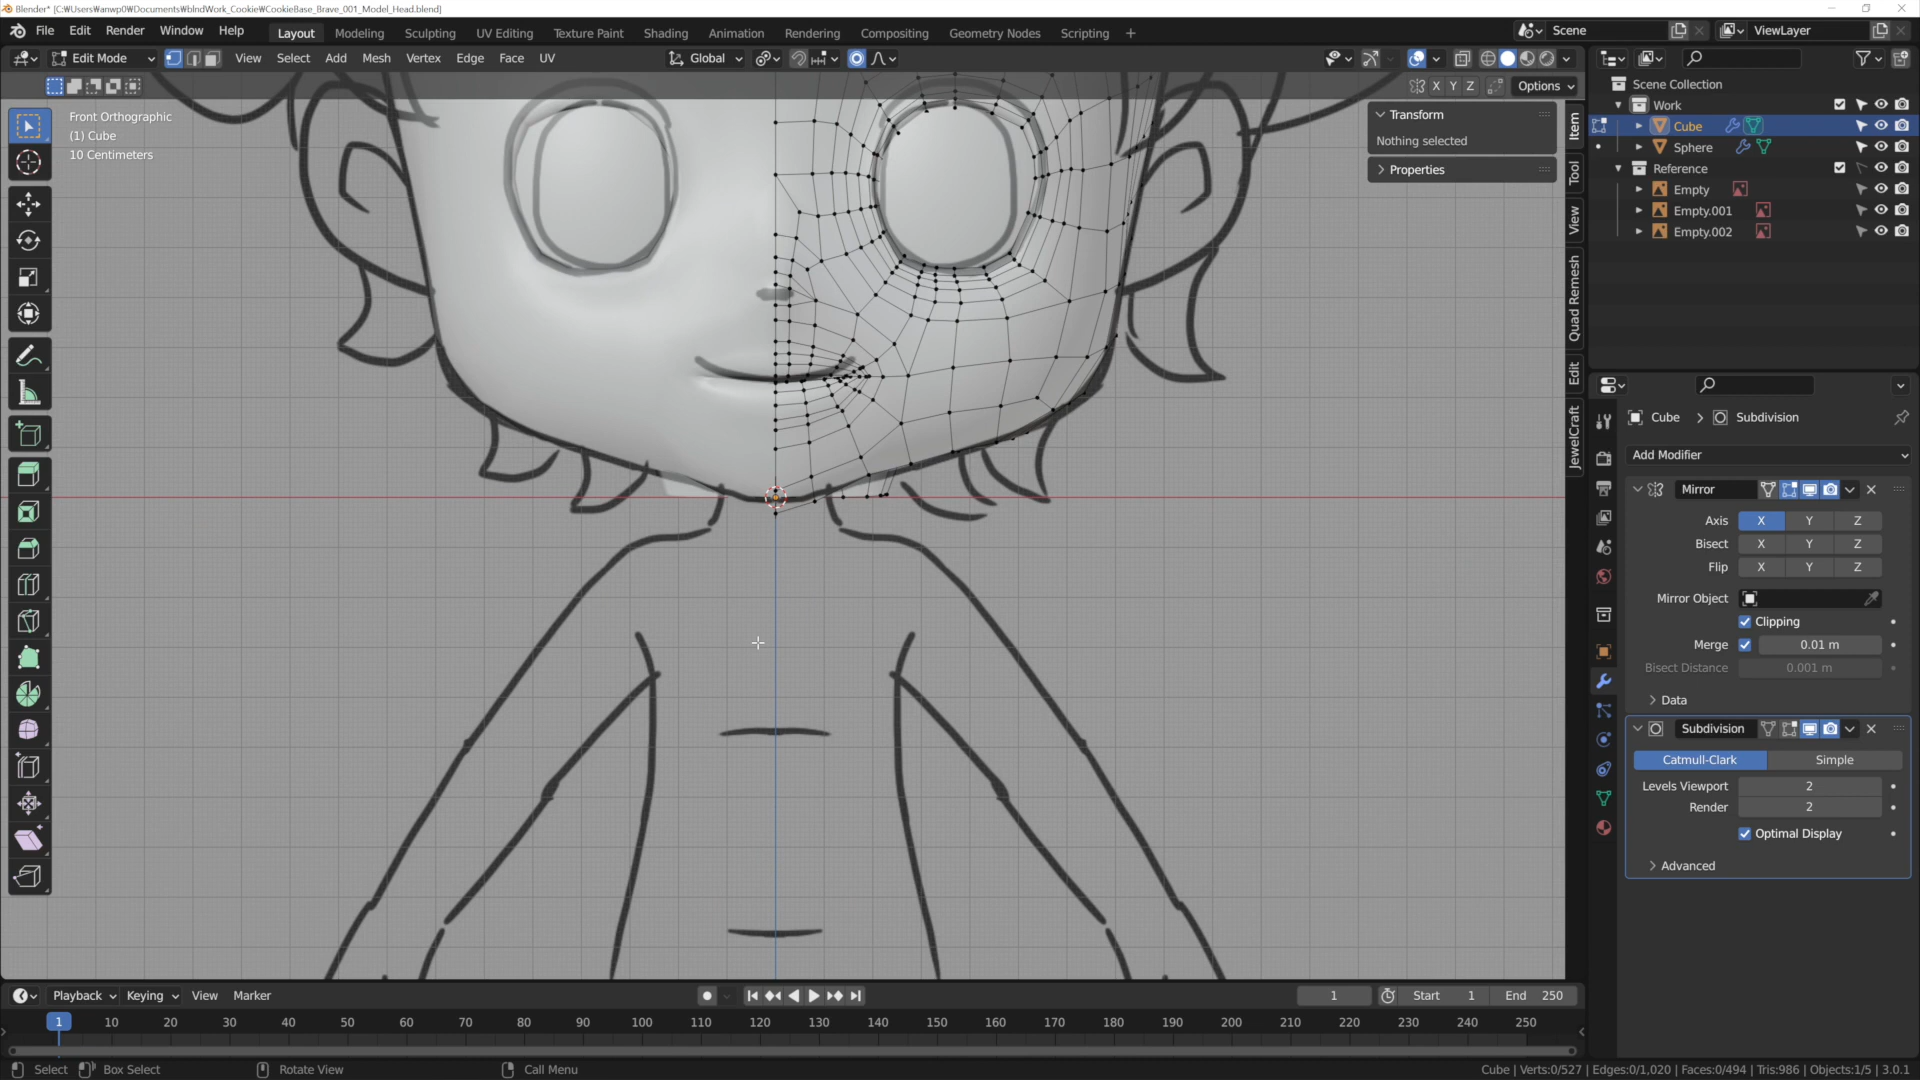 Blender* [C:₩Users₩anwp0₩Documents₩blndWork_Cookie₩CookieBase_Brave_001_Model_Head.blend]
File Edit Render Window Help
Layout Modeling Sculpting UV Editing Texture Paint Shading Animation Rendering Compositing Geometry Nodes Scripting +
Scene
ViewLayer
Edit Mode View Select Add Mesh Vertex Edge Face UV
Global
X Y Z Options
Front Orthographic
(1) Cube
10 Centimeters
Transform
Nothing selected
Properties
Item
Tool
View
Quad Remesh
Edit
JewelCraft
Scene Collection
Work
Cube
Sphere
Reference
Empty
Empty.001
Empty.002
Cube > Subdivision
Add Modifier
Mirror
Axis X Y Z
Bisect X Y Z
Flip X Y Z
Mirror Object
Clipping
Merge 0.01 m
Bisect Distance 0.001 m
Data
Subdivision
Catmull-Clark Simple
Levels Viewport 2
Render 2
Optimal Display
Advanced
Playback Keying View Marker
1 Start 1 End 250
1 10 20 30 40 50 60 70 80 90 100 110 120 130 140 150 160 170 180 190 200 210 220 230 240 250
Select Box Select Rotate View Call Menu
Cube | Verts:0/527 | Edges:0/1,020 | Faces:0/494 | Tris:986 | Objects:1/5 | 3.0.1